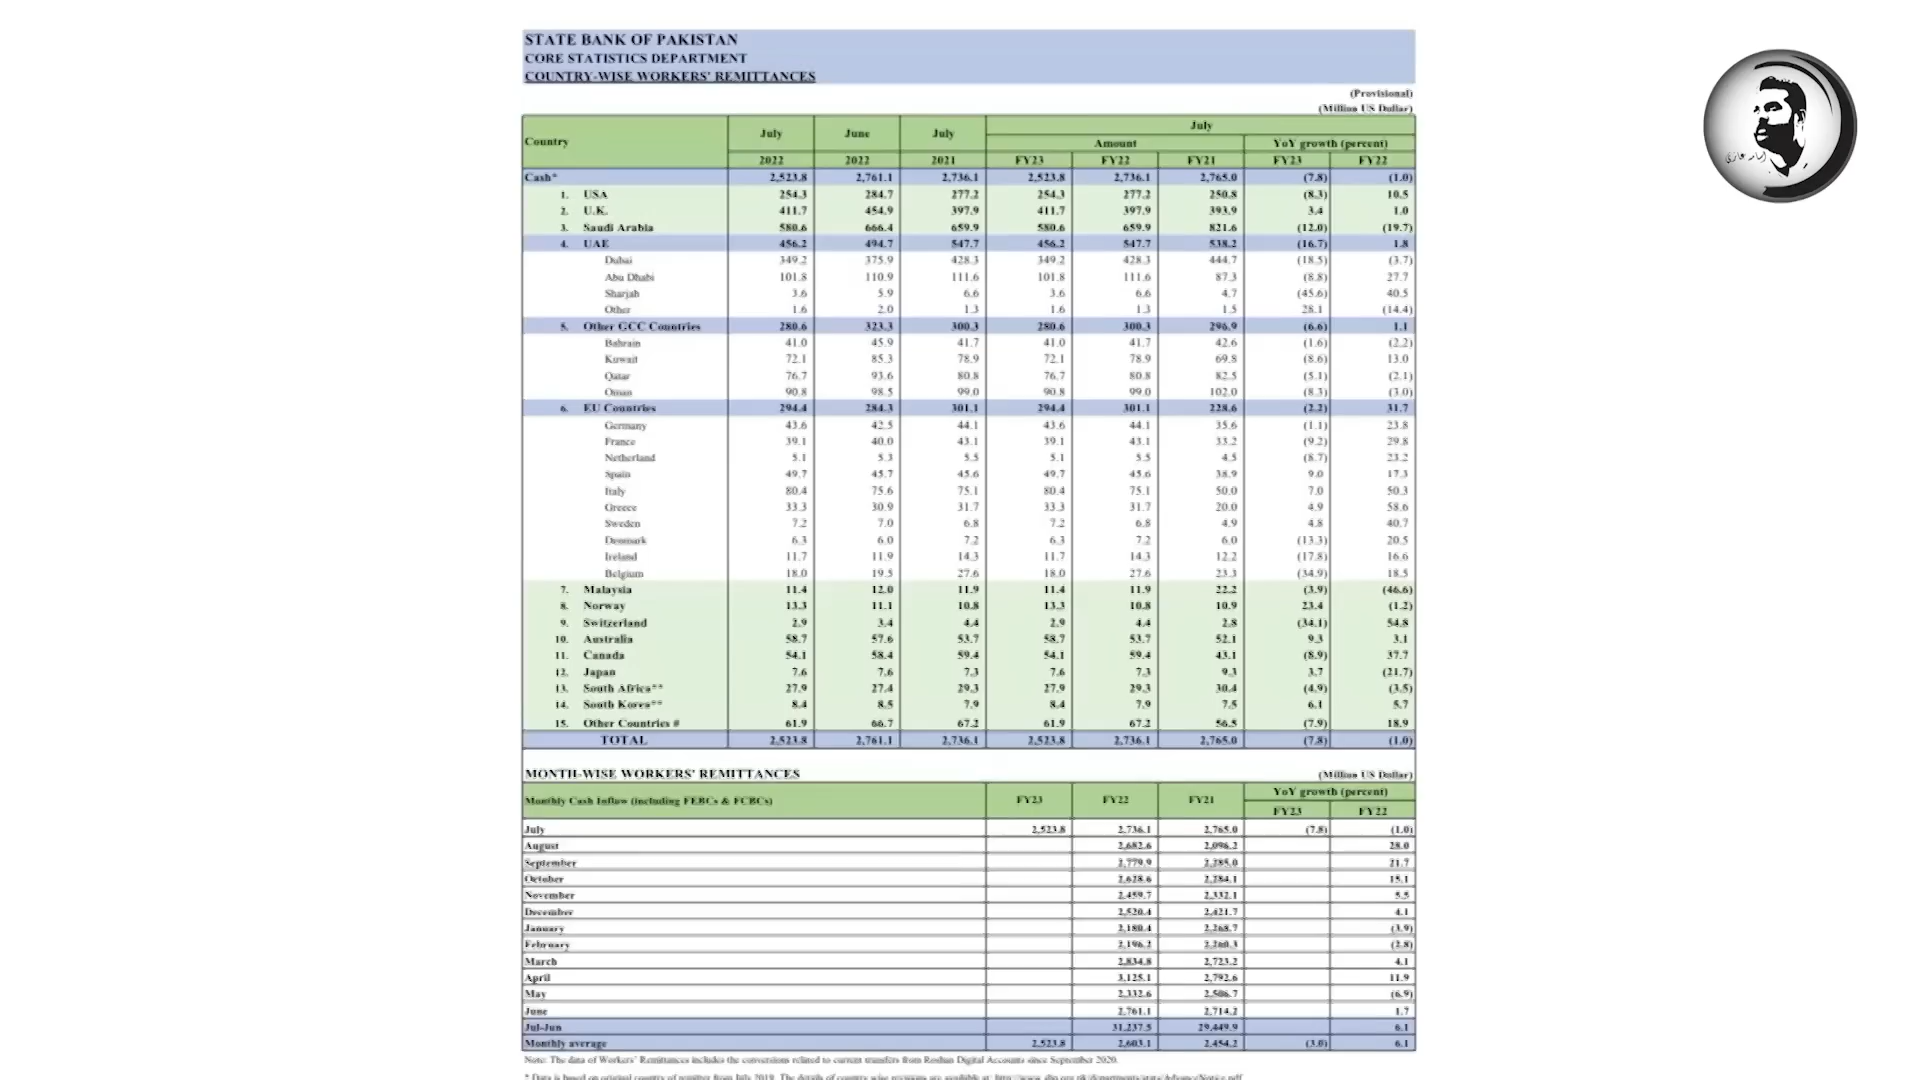 STATE BANK OF PAKISTAN
CORE STATISTICS DEPARTMENT
COUNTRY-WISE WORKERS' REMITTANCES
(Provisional)
(Million US Dollar)
Country July June July July
Amount YoY growth (percent)
2022 2022 2021 FY23 FY22 FY21 FY23 FY22
Cash* 2,523.8 2,761.1 2,736.1 2,523.8 2,736.1 2,765.0 (7.8) (1.0)
1. USA 254.3 284.7 277.2 254.3 277.2 250.8 (8.3) 10.5
2. U.K. 411.7 454.9 397.9 411.7 397.9 393.9 3.4 1.0
3. Saudi Arabia 580.6 666.4 659.9 580.6 659.9 821.6 (12.0) (19.7)
4. UAE 456.2 494.7 547.7 456.2 547.7 538.2 (16.7) 1.8
Dubai 349.2 375.9 428.3 349.2 428.3 444.7 (18.5) (3.7)
Abu Dhabi 101.8 110.9 111.6 101.8 111.6 87.3 (8.8) 27.7
Sharjah 3.6 5.9 6.6 3.6 6.6 4.7 (45.6) 40.5
Other 1.6 2.0 1.3 1.6 1.3 1.5 28.1 (14.4)
5. Other GCC Countries 280.6 323.3 300.3 280.6 300.3 296.9 (6.6) 1.1
Bahrain 41.0 45.9 41.7 41.0 41.7 42.6 (1.6) (2.2)
Kuwait 72.1 85.3 78.9 72.1 78.9 69.8 (8.6) 13.0
Qatar 76.7 93.6 80.8 76.7 80.8 82.5 (5.1) (2.1)
Oman 90.8 98.5 99.0 90.8 99.0 102.0 (8.3) (3.0)
6. EU Countries 294.4 284.3 301.1 294.4 301.1 228.6 (2.2) 31.7
Germany 43.6 42.5 44.1 43.6 44.1 35.6 (1.1) 23.8
France 39.1 40.0 43.1 39.1 43.1 33.2 (9.2) 29.8
Netherland 5.1 5.3 5.5 5.1 5.5 4.5 (8.7) 23.2
Spain 49.7 45.7 45.6 49.7 45.6 38.9 9.0 17.3
Italy 80.4 75.6 75.1 80.4 75.1 50.0 7.0 50.3
Greece 33.3 30.9 31.7 33.3 31.7 20.0 4.9 58.6
Sweden 7.2 7.0 6.8 7.2 6.8 4.9 4.8 40.7
Denmark 6.3 6.0 7.2 6.3 7.2 6.0 (13.3) 20.5
Ireland 11.7 11.9 14.3 11.7 14.3 12.2 (17.8) 16.6
Belgium 18.0 19.5 27.6 18.0 27.6 23.3 (34.9) 18.5
7. Malaysia 11.4 12.0 11.9 11.4 11.9 22.2 (3.9) (46.6)
8. Norway 13.3 11.1 10.8 13.3 10.8 10.9 23.4 (1.2)
9. Switzerland 2.9 3.4 4.4 2.9 4.4 2.8 (34.1) 54.8
10. Australia 58.7 57.6 53.7 58.7 53.7 52.1 9.3 3.1
11. Canada 54.1 58.4 59.4 54.1 59.4 43.1 (8.9) 37.7
12. Japan 7.6 7.6 7.3 7.6 7.3 9.3 3.7 (21.7)
13. South Africa** 27.9 27.4 29.3 27.9 29.3 30.4 (4.9) (3.5)
14. South Korea** 8.4 8.5 7.9 8.4 7.9 7.5 6.1 5.7
15. Other Countries # 61.9 66.7 67.2 61.9 67.2 56.5 (7.9) 18.9
TOTAL 2,523.8 2,761.1 2,736.1 2,523.8 2,736.1 2,765.0 (7.8) (1.0)
MONTH-WISE WORKERS' REMITTANCES (Million US Dollar)
Monthly Cash Inflow (including FEBCs & FCBCs) FY23 FY22 FY21 YoY growth (percent)
FY23 FY22
July 2,523.8 2,736.1 2,765.0 (7.8) (1.0)
August 2,682.6 2,096.2 28.0
September 2,779.9 2,285.0 21.7
October 2,628.6 2,284.1 15.1
November 2,459.7 2,332.1 5.5
December 2,520.4 2,421.7 4.1
January 2,180.4 2,268.7 (3.9)
February 2,196.2 2,260.3 (2.8)
March 2,834.8 2,723.2 4.1
April 3,125.1 2,792.6 11.9
May 2,332.6 2,506.7 (6.9)
June 2,761.1 2,714.2 1.7
Jul-Jun 31,237.5 29,449.9 6.1
Monthly average 2,523.8 2,603.1 2,454.2 (3.0) 6.1
Note: The data of Workers' Remittances includes the conversions related to current transfers from Roshan Digital Accounts since September 2020.
* Data is based on original country of remitter from July 2019. The details of country wise revisions are available at: